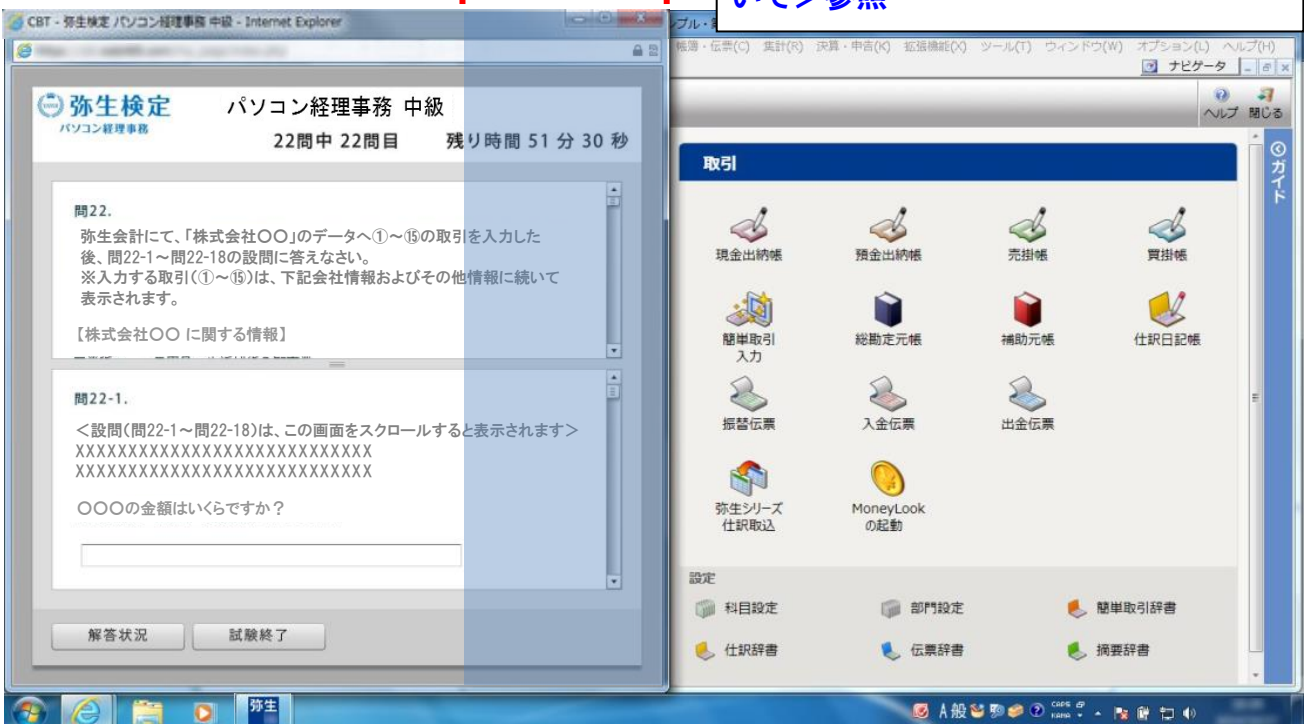 いモン参照
CBT - 弥生検定 パソコン経理事務 中級 - Internet Explorer
弥生検定
パソコン経理事務
パソコン経理事務 中級
22問中 22問目 残り時間 51 分 30 秒
問22.
弥生会計にて、「株式会社〇〇」のデータへ①～⑮の取引を入力した
後、問22-1～問22-18の設問に答えなさい。
※入力する取引(①～⑮)は、下記会社情報およびその他情報に続いて
表示されます。
【株式会社〇〇 に関する情報】
問22-1.
＜設問(問22-1～問22-18)は、この画面をスクロールすると表示されます＞
XXXXXXXXXXXXXXXXXXXXXXXXXXXX
XXXXXXXXXXXXXXXXXXXXXXXXXXXX
〇〇〇の金額はいくらですか？
解答状況 試験終了
帳簿・伝票(C) 集計(R) 決算・申告(K) 拡張機能(X) ツール(T) ウィンドウ(W) オプション(L) ヘルプ(H)
ナビゲータ
ヘルプ 閉じる
ガイド
取引
現金出納帳 預金出納帳 売掛帳 買掛帳
簡単取引 総勘定元帳 補助元帳 仕訳日記帳
入力
振替伝票 入金伝票 出金伝票
弥生シリーズ MoneyLook
仕訳取込 の起動
設定
科目設定 部門設定 簡単取引辞書
仕訳辞書 伝票辞書 摘要辞書
弥生
A 般
CAPS
KANA